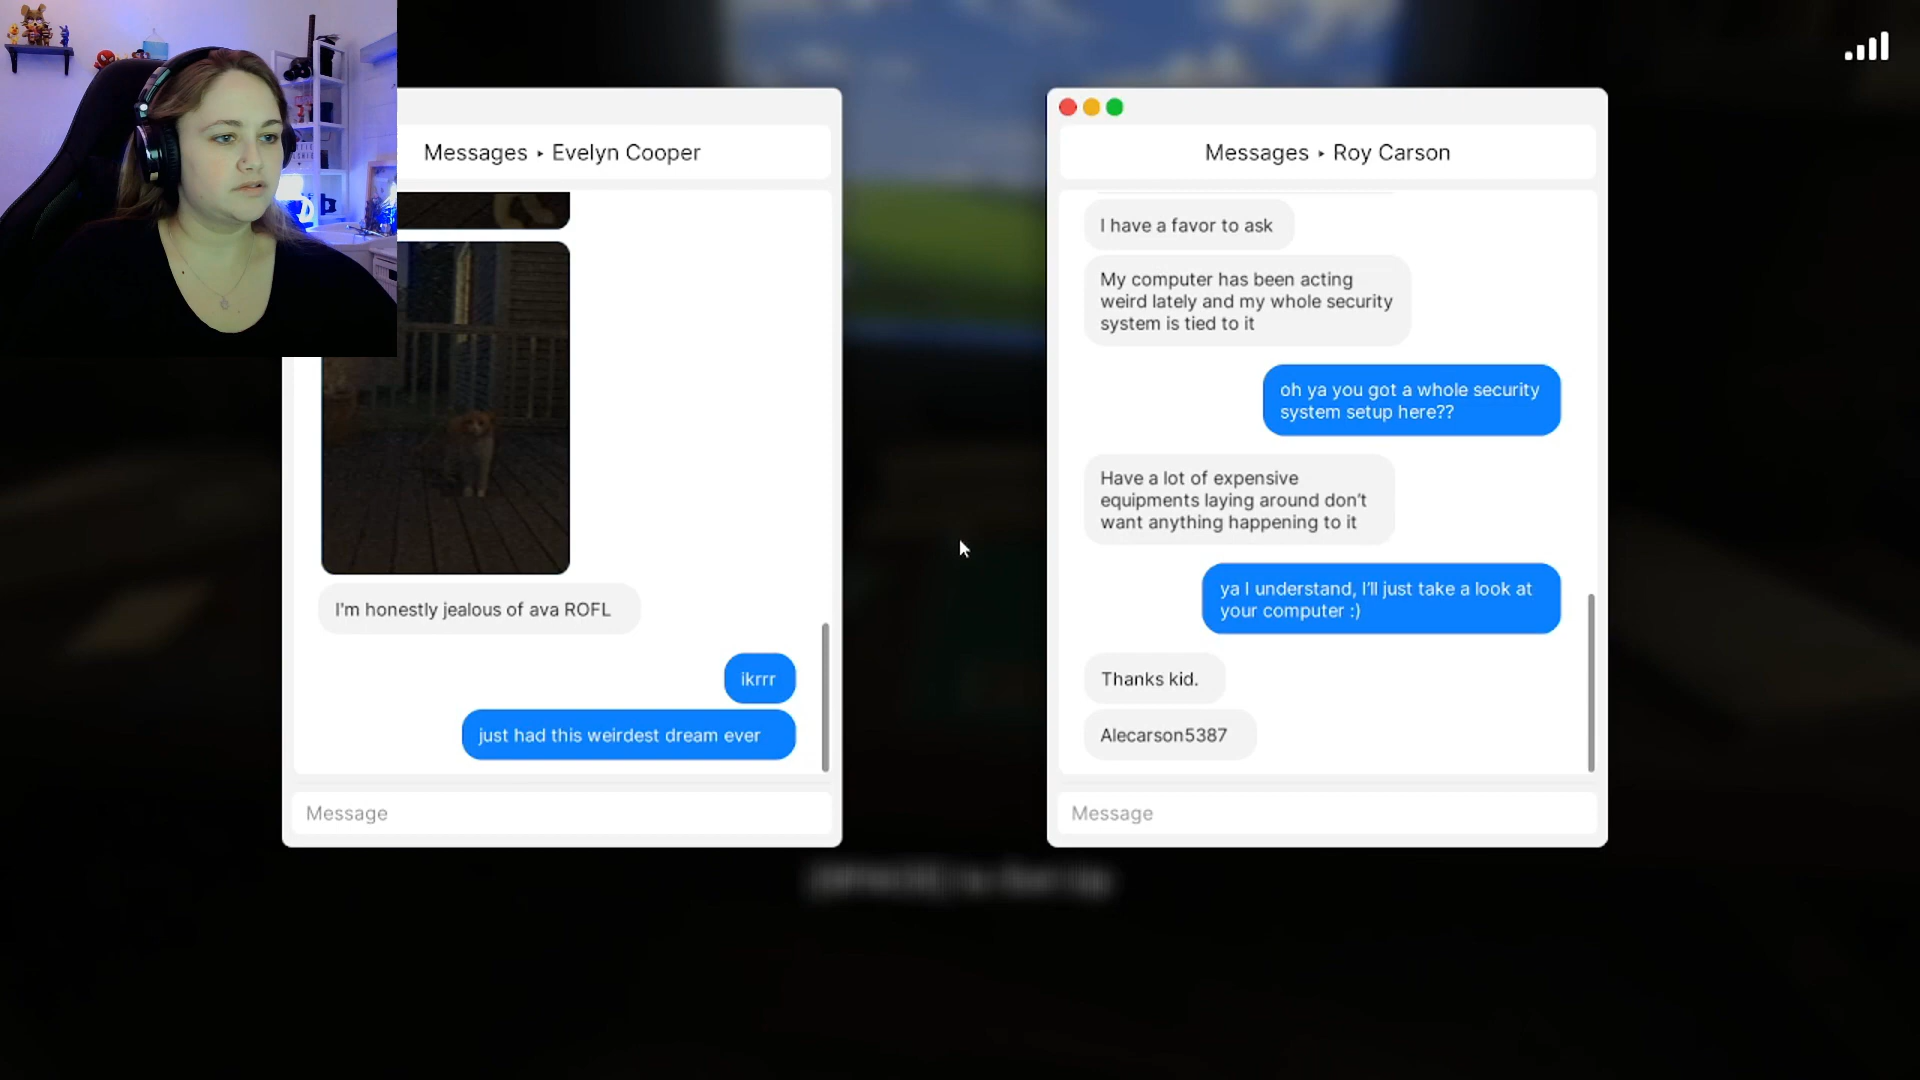 Messages ▸ Evelyn Cooper
I'm honestly jealous of ava ROFL
ikrrr
just had this weirdest dream ever
Message
Messages ▸ Roy Carson
I have a favor to ask
My computer has been acting
weird lately and my whole security
system is tied to it
oh ya you got a whole security
system setup here??
Have a lot of expensive
equipments laying around don't
want anything happening to it
ya I understand, I'll just take a look at
your computer :)
Thanks kid.
Alecarson5387
Message